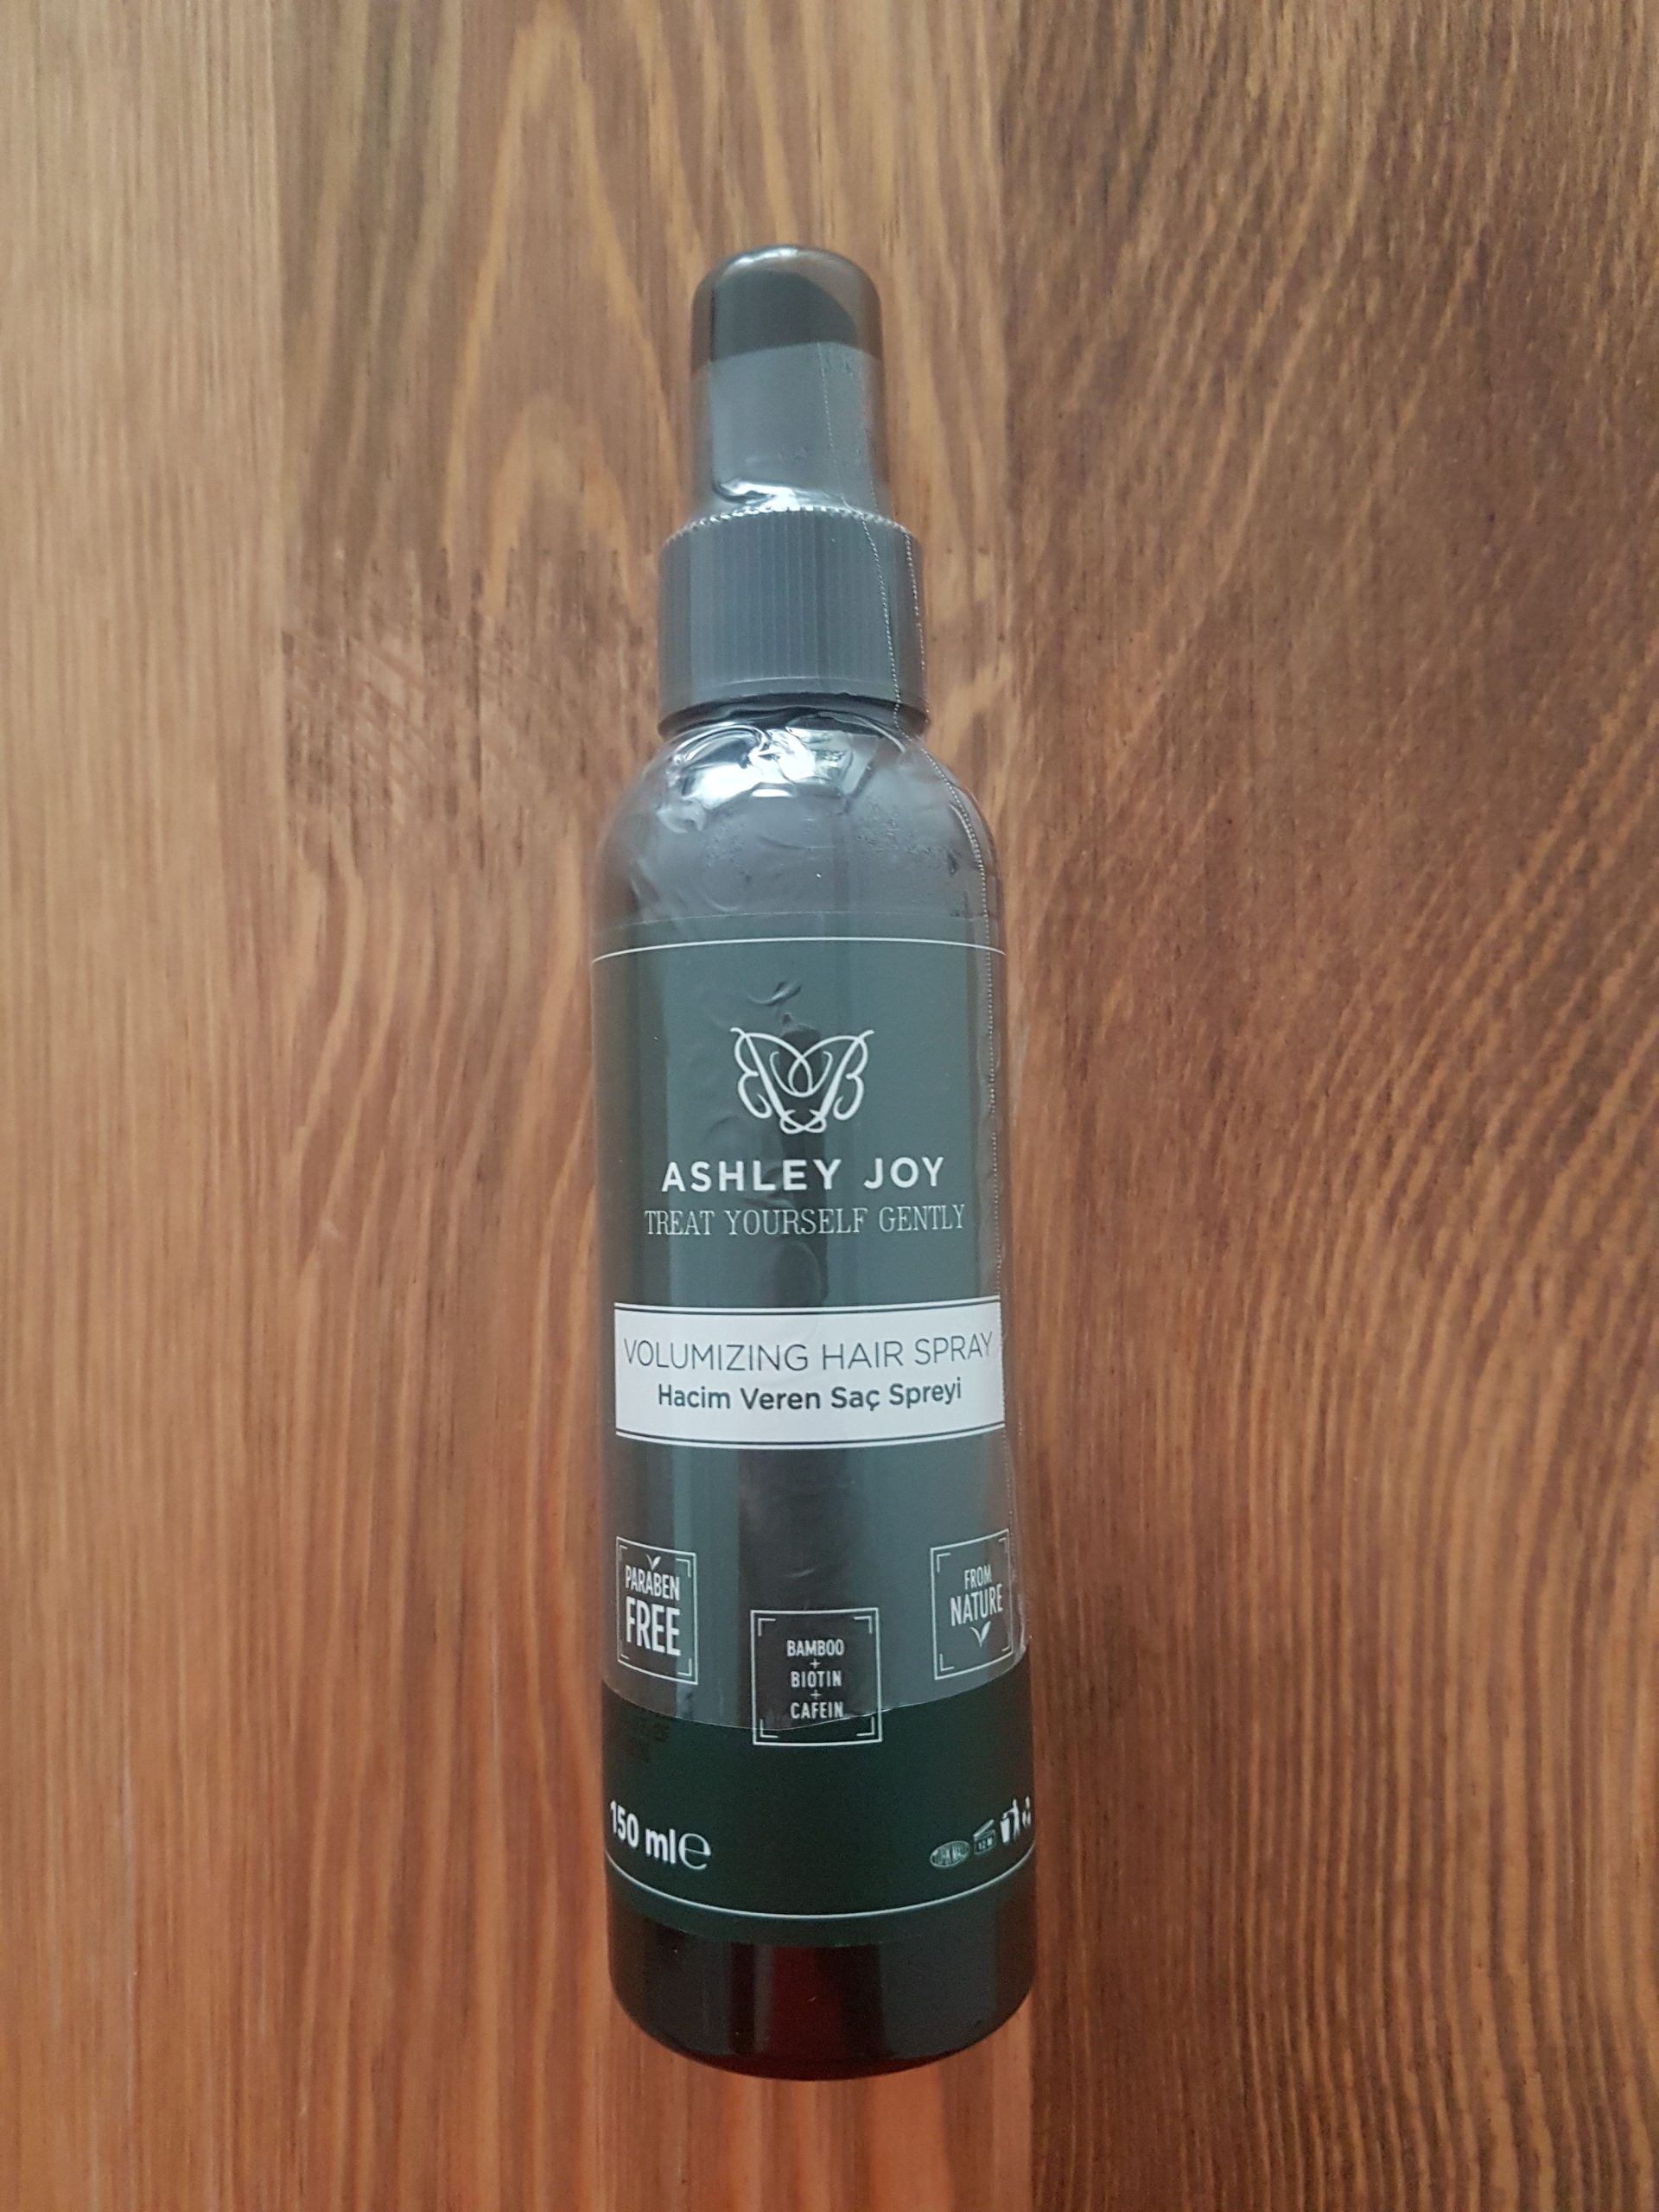 ASHLEY JOY
TREAT YOURSELF GENTLY
VOLUMIZING HAIR SPRAY
Hacim Veren Saç Spreyi
PARABEN
FREE
BAMBOO
+
BIOTIN
+
CAFEIN
FROM
NATURE
150 ml℮
12 M